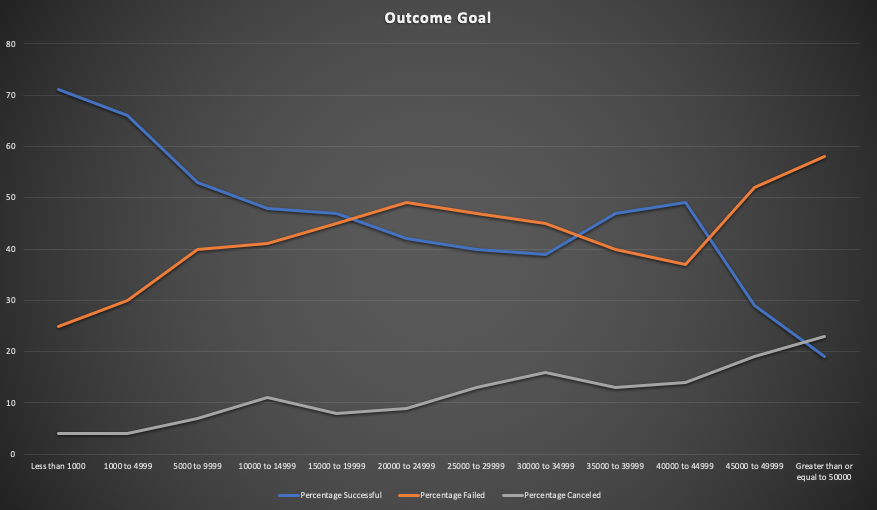 Outcome Goal
80
70
60
50
40
30
20
10
0
Less than 1000
1000 to 4999
5000 to 9999
10000 to 14999
15000 to 19999
20000 to 24999
25000 to 29999
30000 to 34999
35000 to 39999
40000 to 44999
45000 to 49999
Greater than or
equal to 50000
Percentage Successful
Percentage Failed
Percentage Canceled